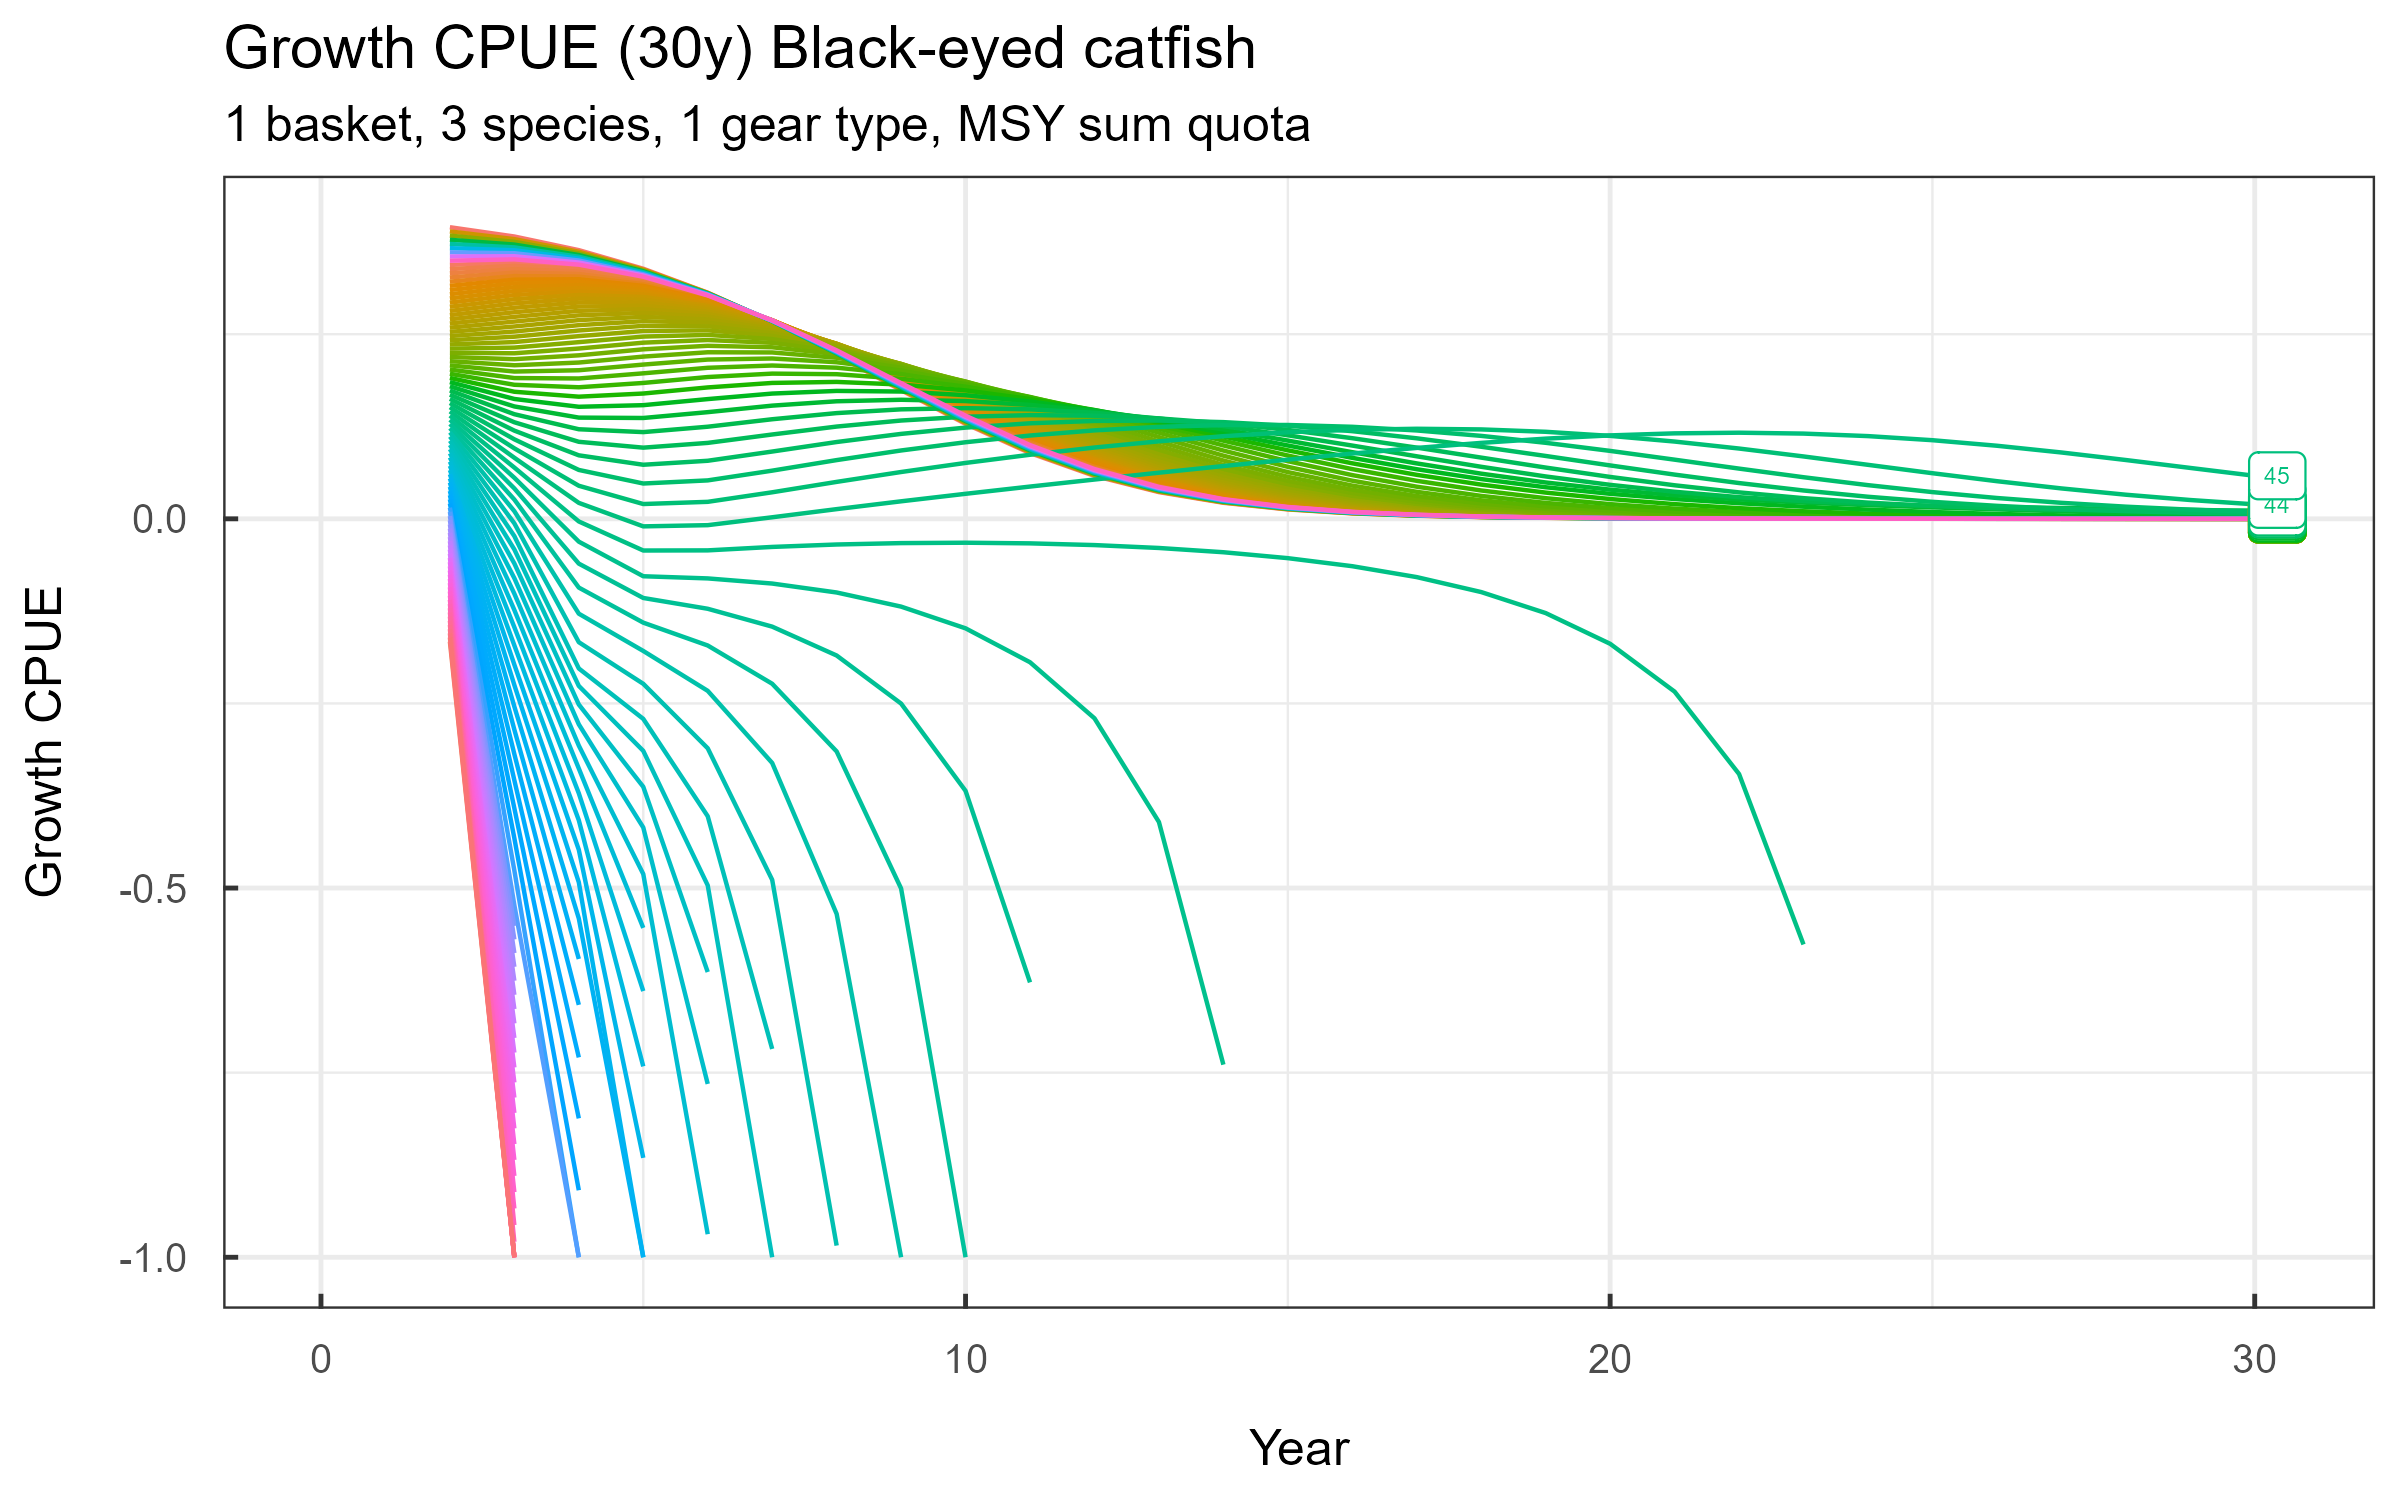 Growth CPUE (30y) Black-eyed catfish
1 basket, 3 species, 1 gear type, MSY sum quota
Growth CPUE
0.0
-0.5
-1.0
45
44
0
10
20
30
Year